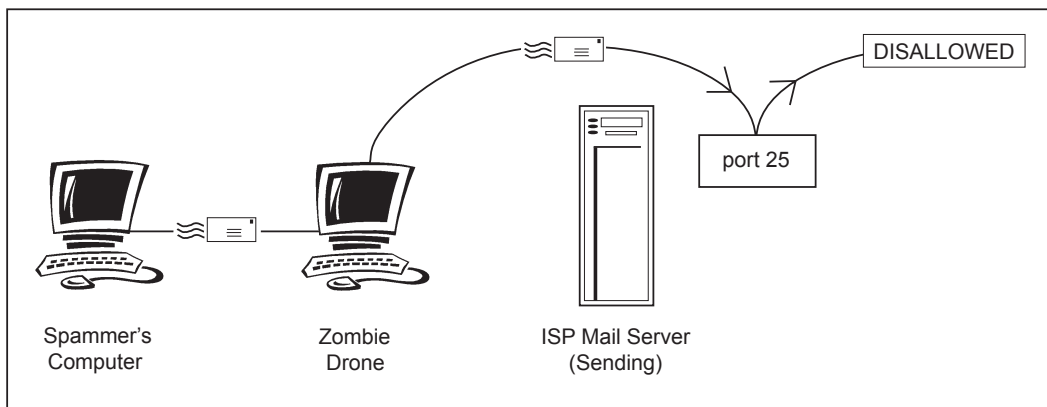 DISALLOWED
port 25
Spammer’s
Computer
Zombie
Drone
ISP Mail Server
(Sending)